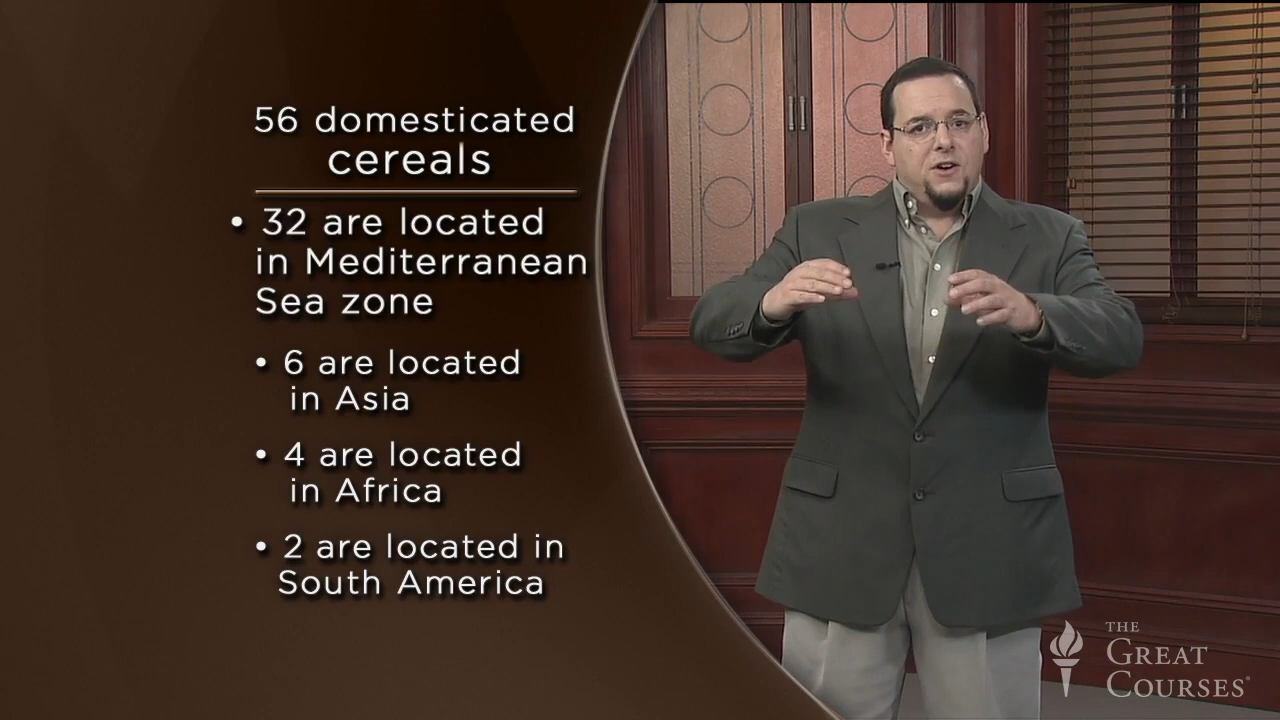 56 domesticated
cereals
• 32 are located
in Mediterranean
Sea zone
• 6 are located
in Asia
• 4 are located
in Africa
• 2 are located in
South America
THE
GREAT
COURSES®